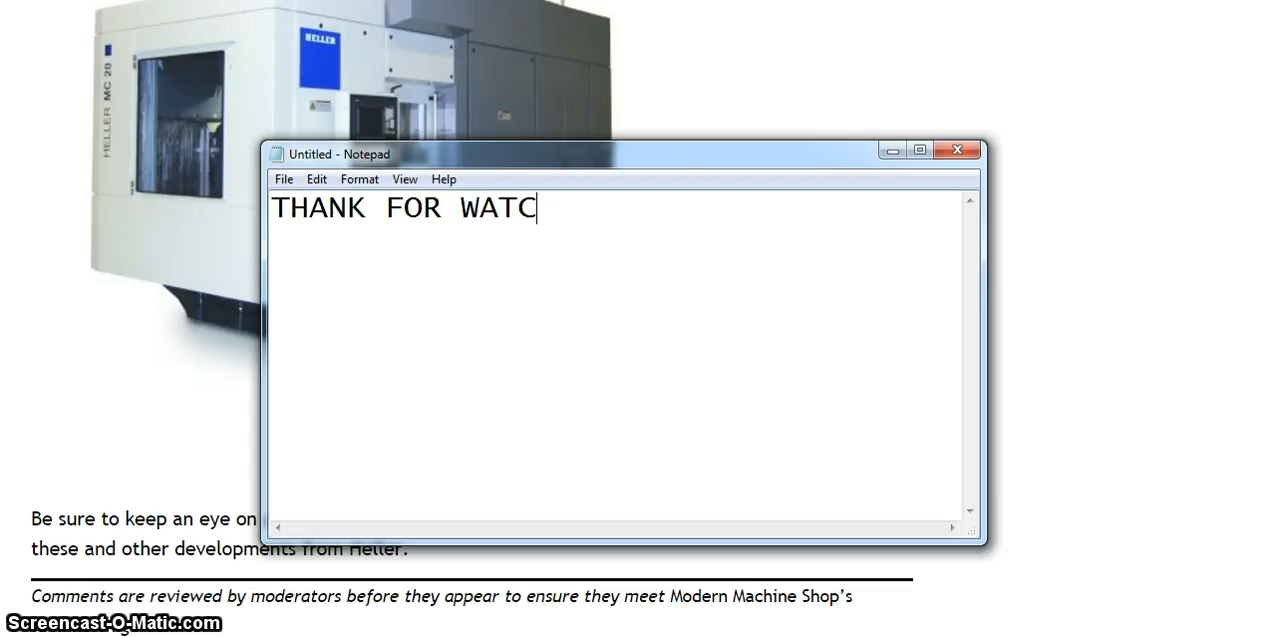 HELLER
HELLER MC 20
Untitled - Notepad
File Edit Format View Help
THANK FOR WATC
Be sure to keep an eye on
these and other developments from Heller.
Comments are reviewed by moderators before they appear to ensure they meet Modern Machine Shop’s
Screencast-O-Matic.com